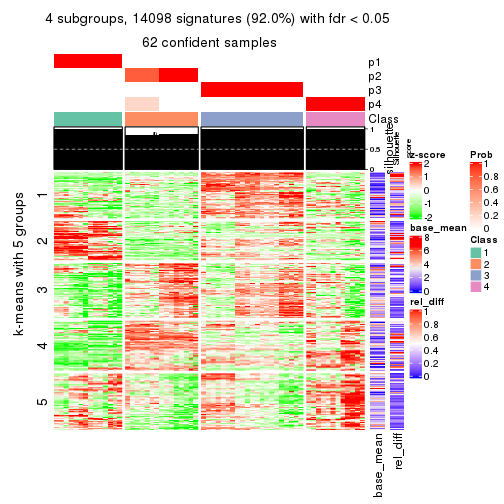 4 subgroups, 14098 signatures (92.0%) with fdr < 0.05
62 confident samples
p1
p2
p3
p4
Class
1
0.5
0
silhouette
Silhouette
score
k-means with 5 groups
1
2
3
4
5
base_mean
rel_diff
z-score
2
1
0
-1
-2
base_mean
8
6
4
2
0
rel_diff
1
0.8
0.6
0.4
0.2
0
Prob
1
0.8
0.6
0.4
0.2
0
Class
1
2
3
4